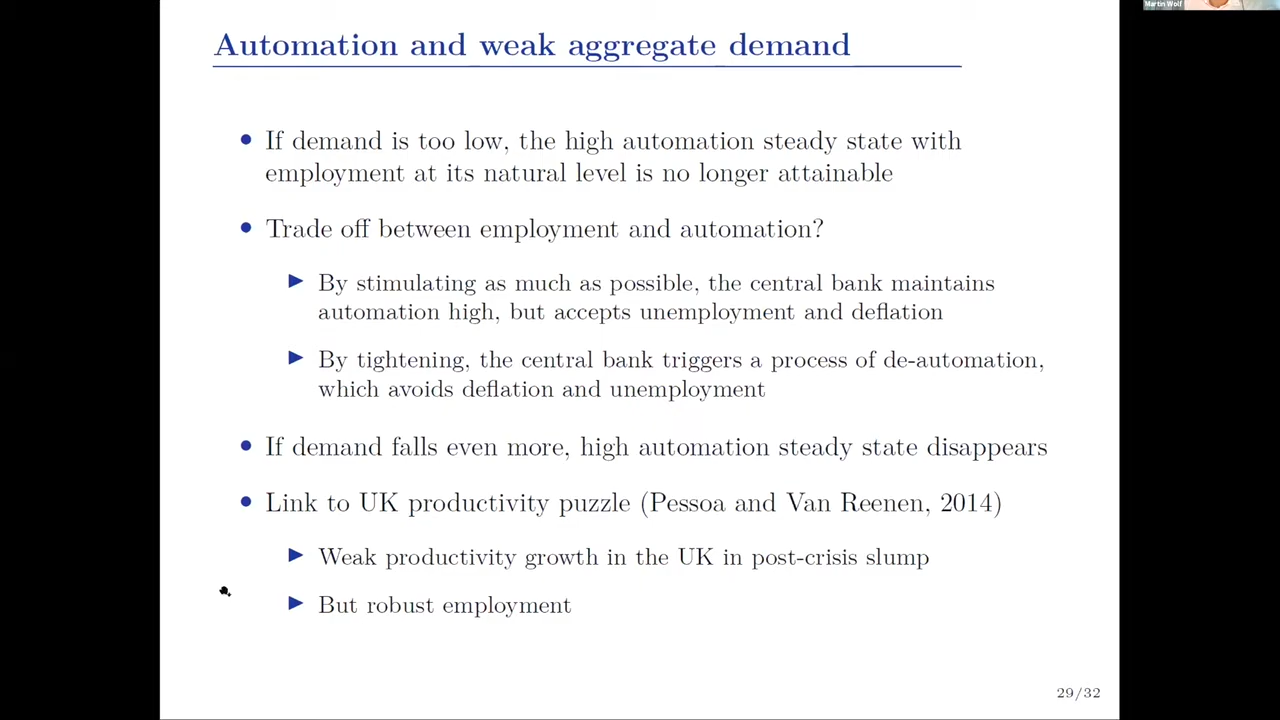 Martin Wolf
Automation and weak aggregate demand
• If demand is too low, the high automation steady state with
employment at its natural level is no longer attainable
• Trade off between employment and automation?
▶ By stimulating as much as possible, the central bank maintains
automation high, but accepts unemployment and deflation
▶ By tightening, the central bank triggers a process of de-automation,
which avoids deflation and unemployment
• If demand falls even more, high automation steady state disappears
• Link to UK productivity puzzle (Pessoa and Van Reenen, 2014)
▶ Weak productivity growth in the UK in post-crisis slump
▶ But robust employment
29/32